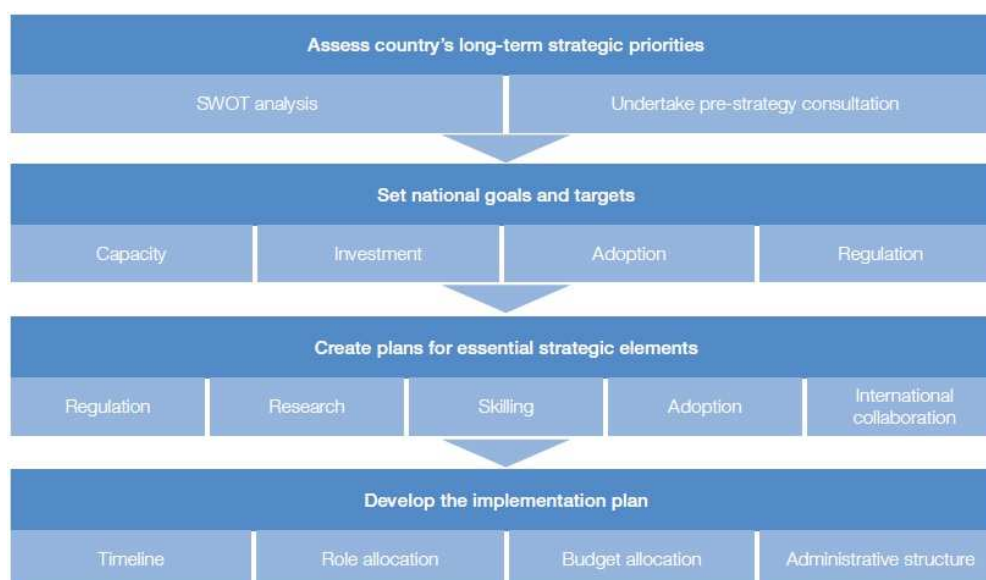 Assess country's long-term strategic priorities
SWOT analysis
Undertake pre-strategy consultation
Set national goals and targets
Capacity
Investment
Adoption
Regulation
Create plans for essential strategic elements
Regulation
Research
Skilling
Adoption
International
collaboration
Develop the implementation plan
Timeline
Role allocation
Budget allocation
Administrative structure